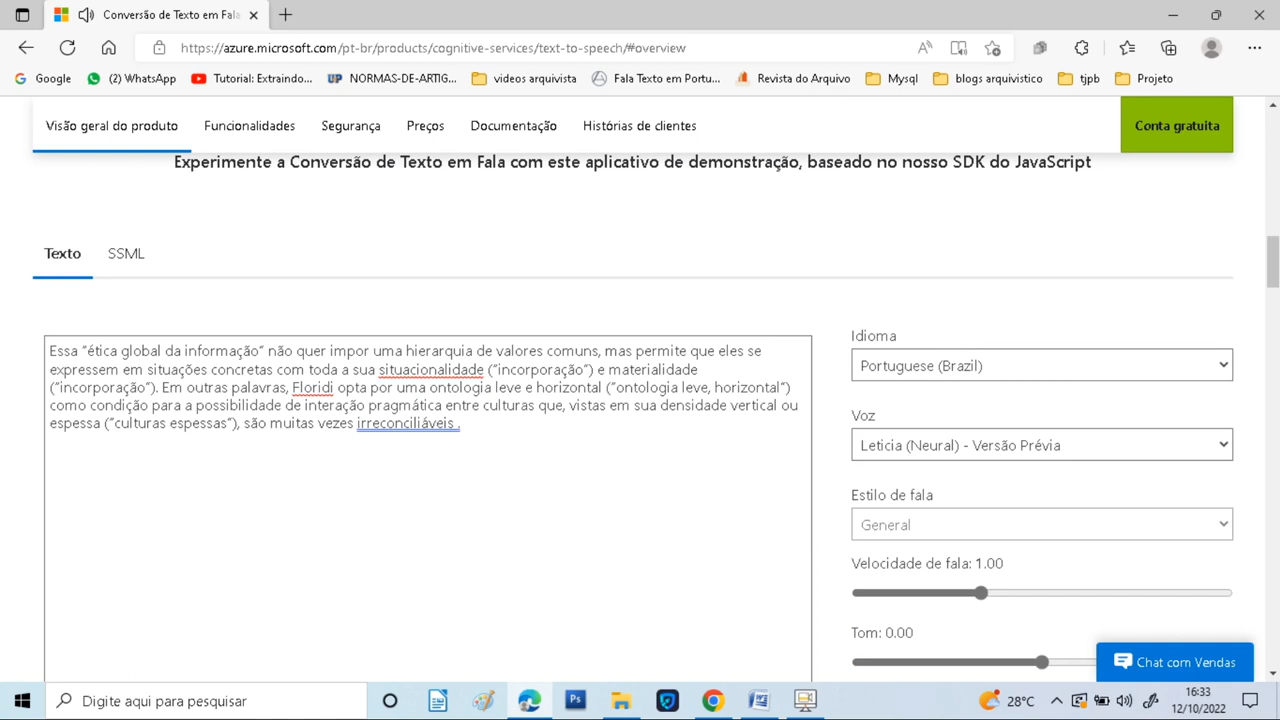 Conversão de Texto em Fala
https://azure.microsoft.com/pt-br/products/cognitive-services/text-to-speech/#overview
Google (2) WhatsApp Tutorial: Extraindo... NORMAS-DE-ARTIG... videos arquivista Fala Texto em Portu... Revista do Arquivo Mysql blogs arquivistico tjpb Projeto
Visão geral do produto Funcionalidades Segurança Preços Documentação Histórias de clientes Conta gratuita
Experimente a Conversão de Texto em Fala com este aplicativo de demonstração, baseado no nosso SDK do JavaScript
Texto SSML
Essa "ética global da informação" não quer impor uma hierarquia de valores comuns, mas permite que eles se
expressem em situações concretas com toda a sua situacionalidade ("incorporação") e materialidade
("incorporação"). Em outras palavras, Floridi opta por uma ontologia leve e horizontal ("ontologia leve, horizontal")
como condição para a possibilidade de interação pragmática entre culturas que, vistas em sua densidade vertical ou
espessa ("culturas espessas"), são muitas vezes irreconciliáveis .
Idioma
Portuguese (Brazil)
Voz
Leticia (Neural) - Versão Prévia
Estilo de fala
General
Velocidade de fala: 1.00
Tom: 0.00
Chat com Vendas
Digite aqui para pesquisar
Ps
28°C
16:33
12/10/2022